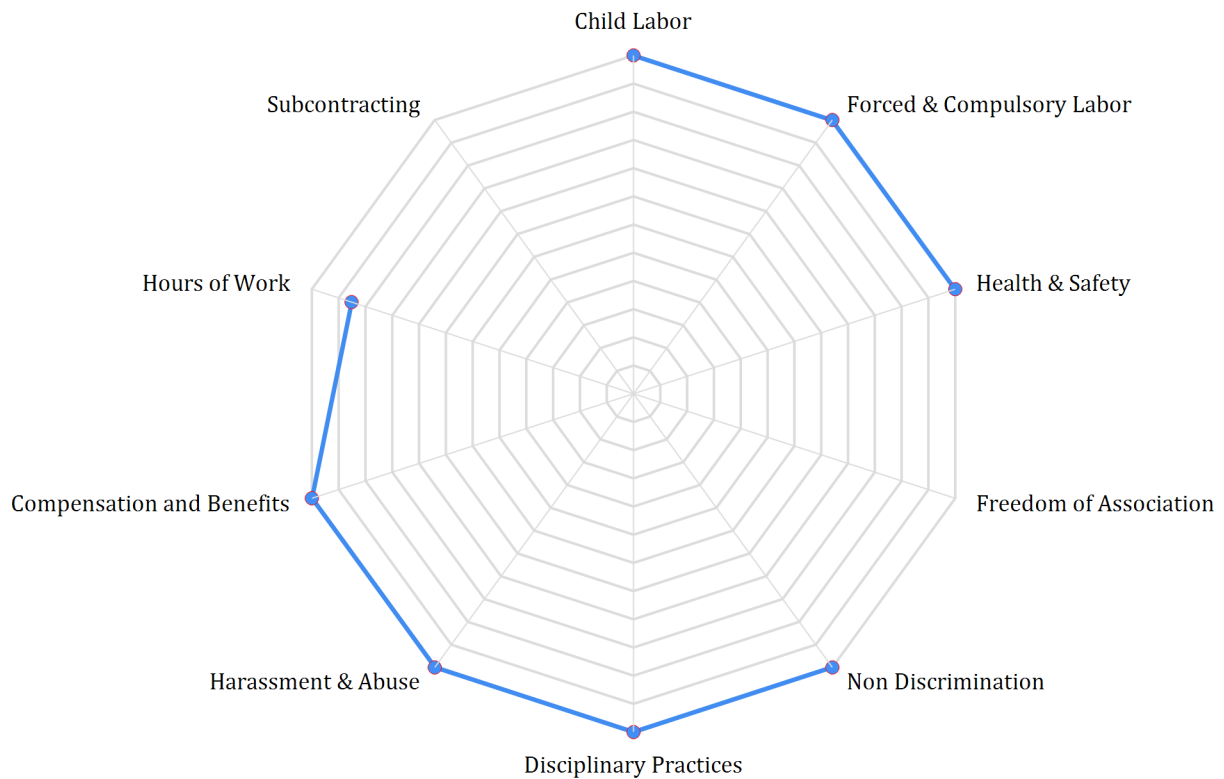 Child Labor
Subcontracting
Forced & Compulsory Labor
Hours of Work
Health & Safety
Compensation and Benefits
Freedom of Association
Harassment & Abuse
Non Discrimination
Disciplinary Practices